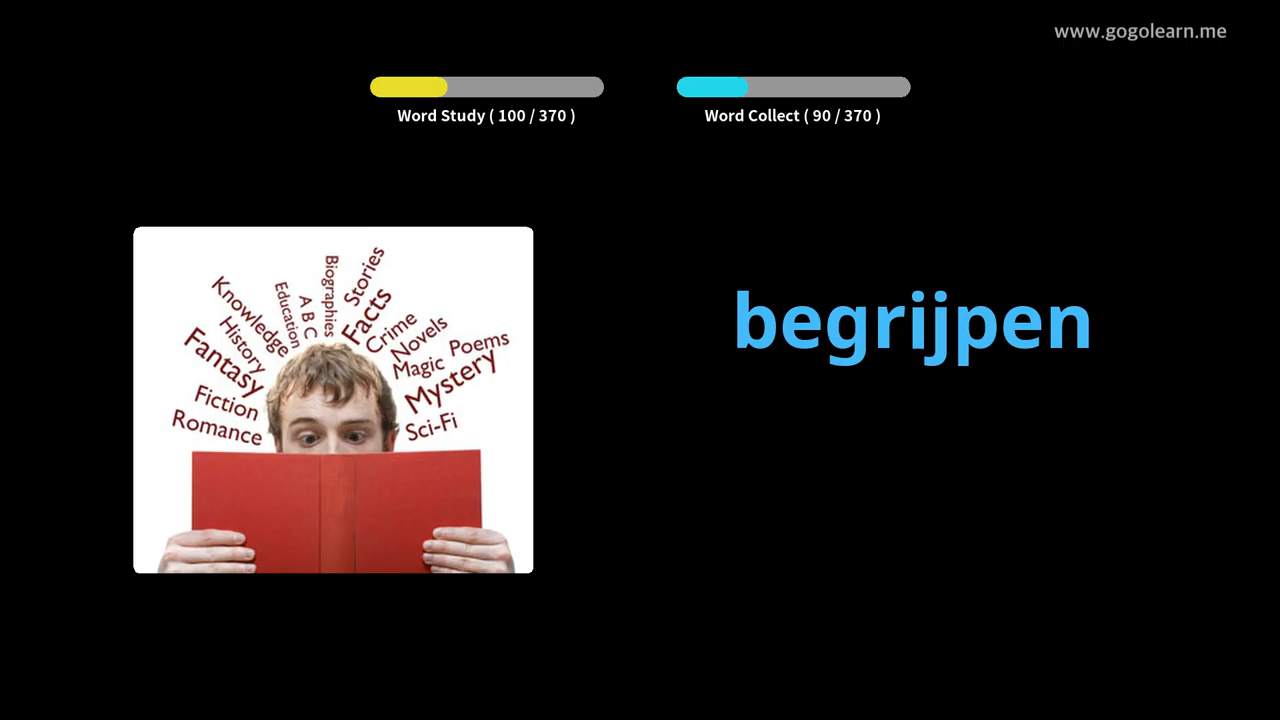 www.gogolearn.me
Word Study ( 100 / 370 )
Word Collect ( 90 / 370 )
begrijpen
Stories
Biographies
Facts
A B C
Education
Knowledge
Crime
History
Novels
Poems
Fantasy
Magic
Mystery
Fiction
Romance
Sci-Fi